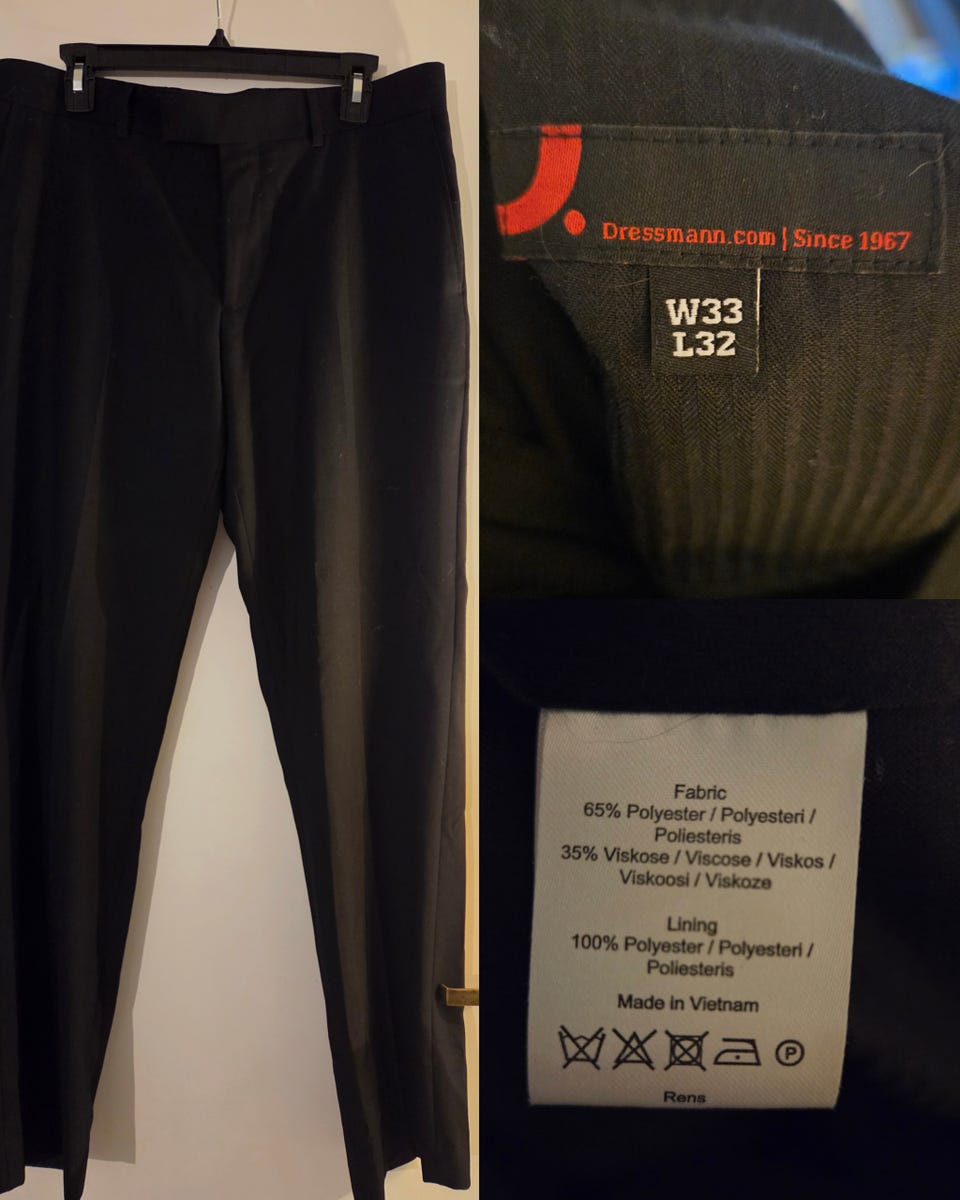 D.
Dressmann.com | Since 1967
W33
L32
Fabric
65% Polyester / Polyesteri /
Poliesteris
35% Viskose / Viscose / Viskos /
Viskoosi / Viskoze
Lining
100% Polyester / Polyesteri /
Poliesteris
Made in Vietnam
P
Rens